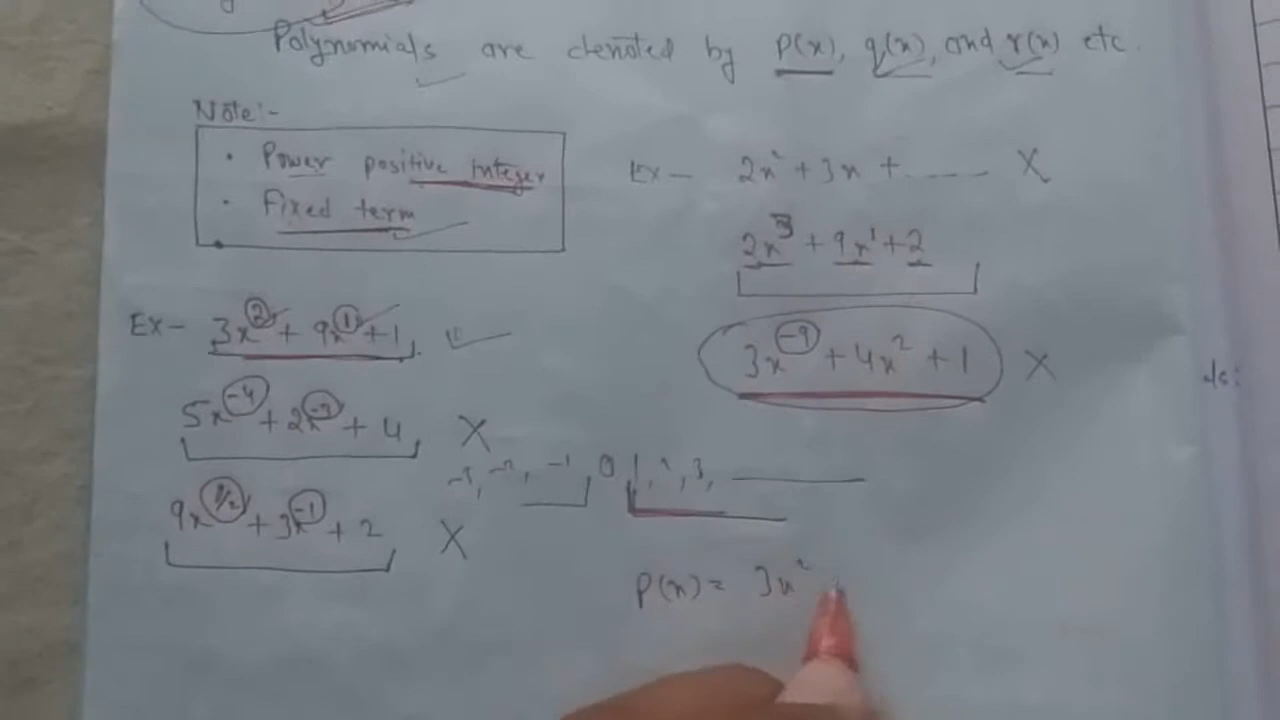 Polynomials are denoted by p(x), q(x), and r(x) etc.
Note:-
• Power positive integer
• Fixed term
Ex- 2x² + 3x + ...... X
2x³ + 9x¹ + 2
Ex- 3x² + 9x¹ + 1
3x⁻⁹ + 4x² + 1 X
5x⁻⁴ + 2x⁻³ + 4 X
-3, -2, -1, 0, 1, 2, 3,
+ 3x⁻¹ + 2 X
P(x) = 3x²